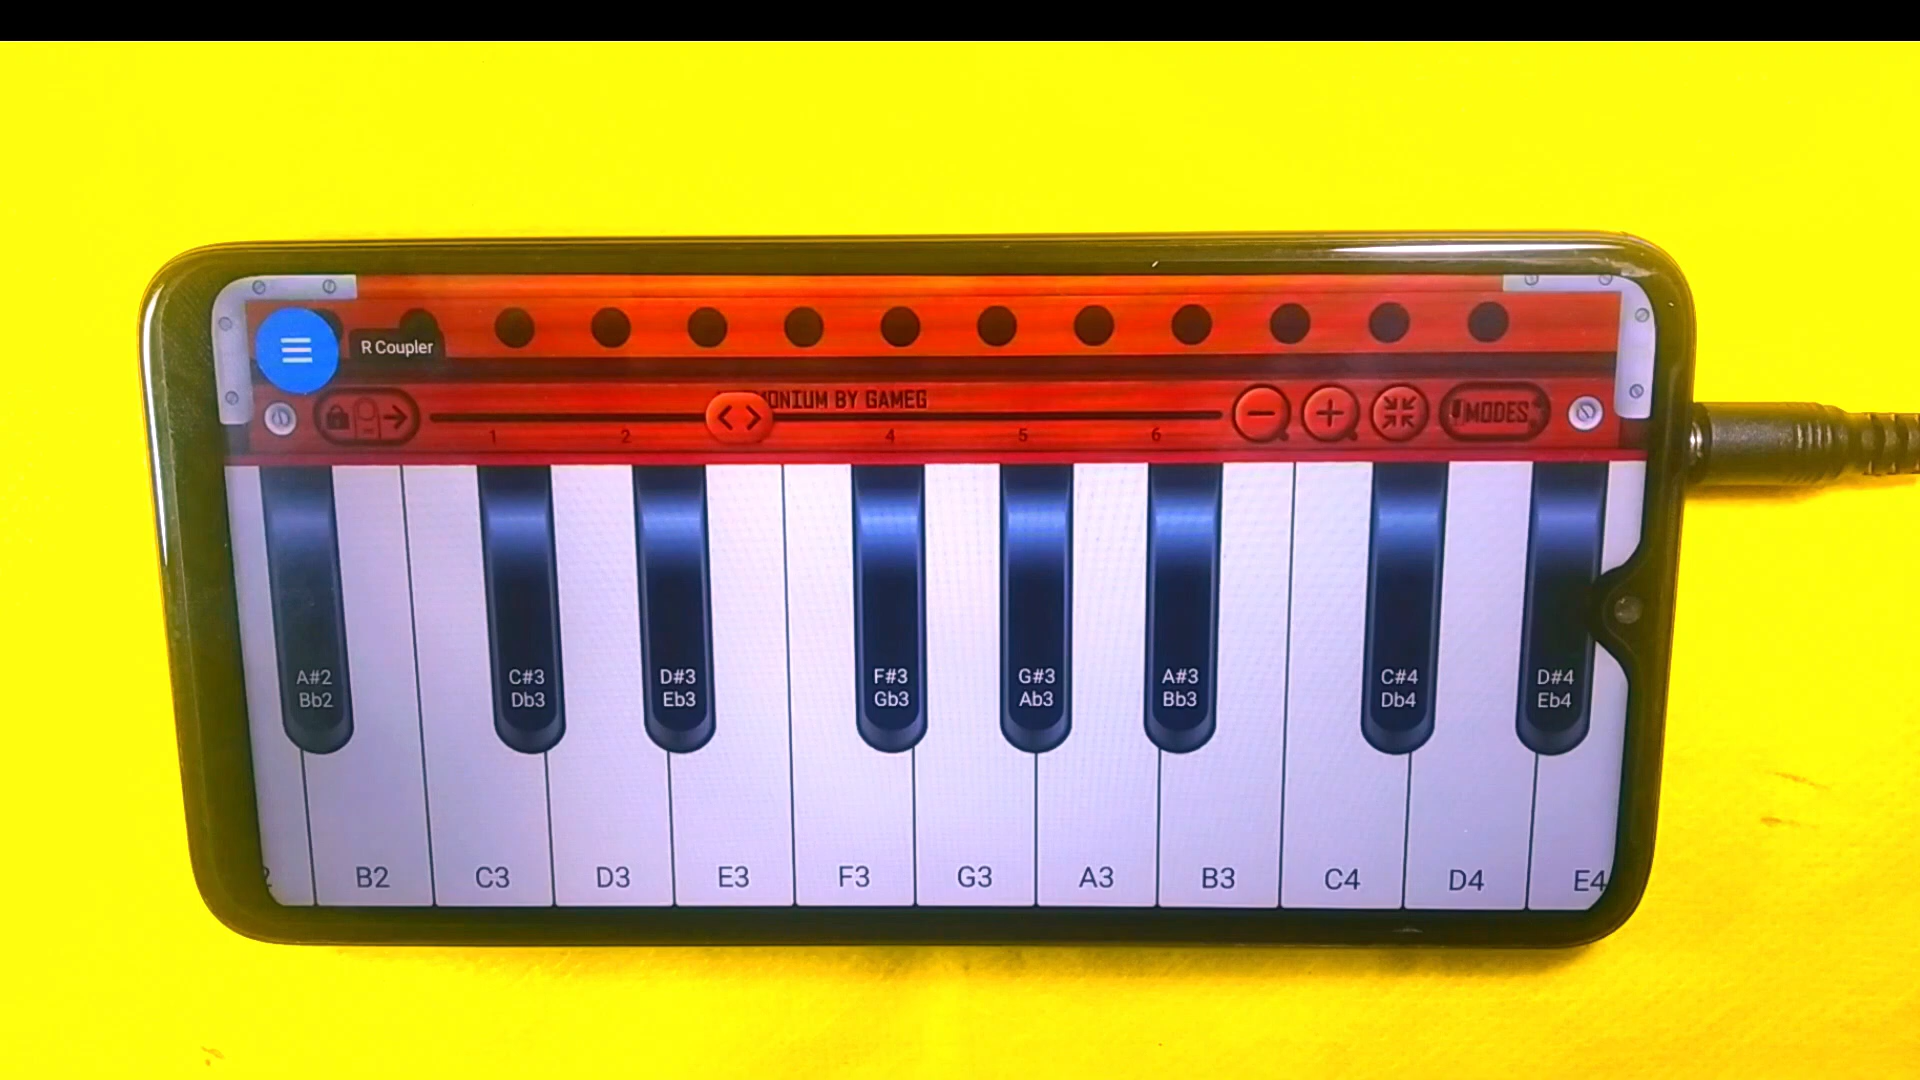 R Coupler
MONIUM BY GAMEG
1 2 4 5 6
MODES
A#2 C#3 D#3 F#3 G#3 A#3 C#4 D#4
Bb2 Db3 Eb3 Gb3 Ab3 Bb3 Db4 Eb4
B2 C3 D3 E3 F3 G3 A3 B3 C4 D4 E4